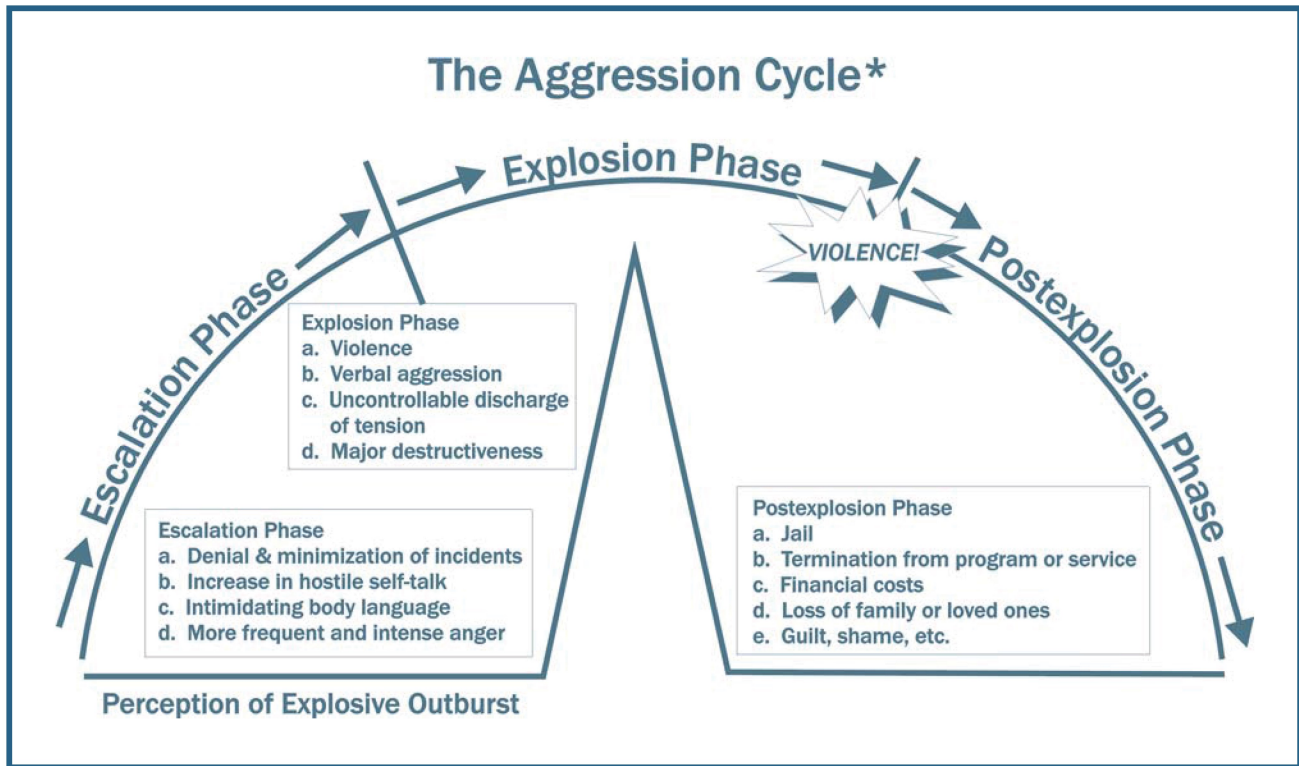 The Aggression Cycle*
Escalation Phase
Explosion Phase
VIOLENCE!
Postexplosion Phase
Explosion Phase
a. Violence
b. Verbal aggression
c. Uncontrollable discharge
of tension
d. Major destructiveness
Escalation Phase
a. Denial & minimization of incidents
b. Increase in hostile self-talk
c. Intimidating body language
d. More frequent and intense anger
Postexplosion Phase
a. Jail
b. Termination from program or service
c. Financial costs
d. Loss of family or loved ones
e. Guilt, shame, etc.
Perception of Explosive Outburst